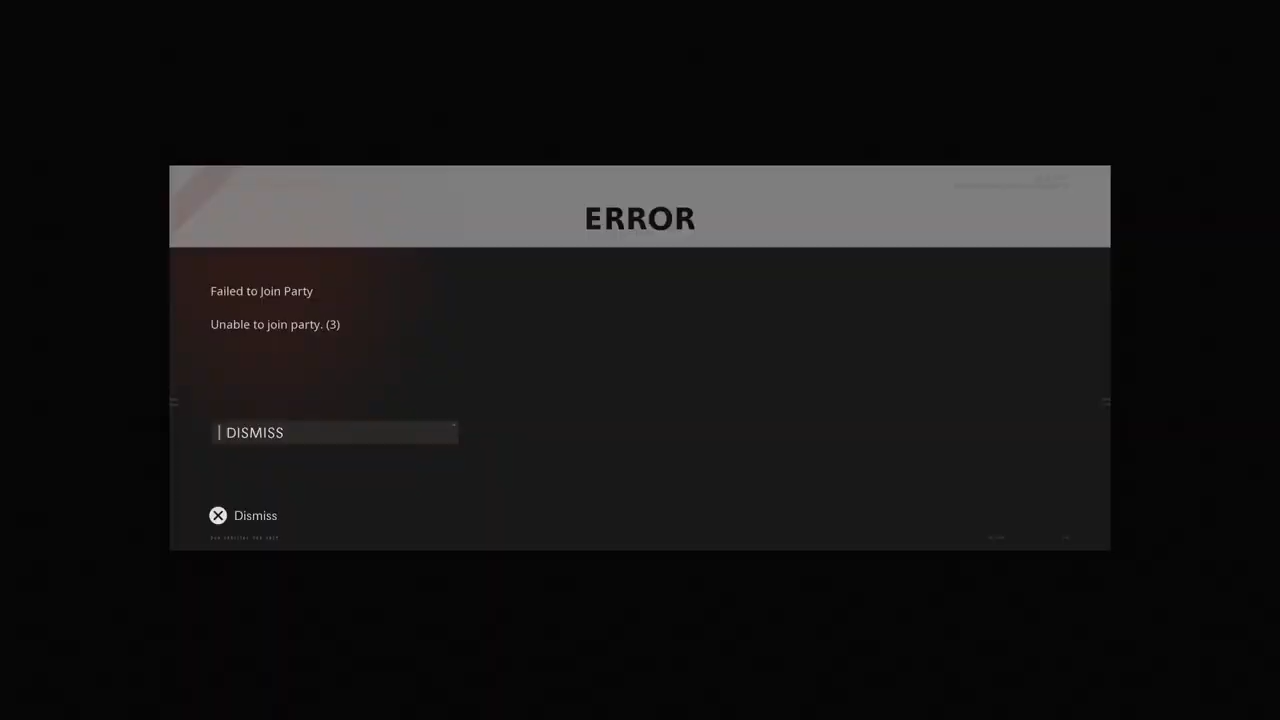 ERROR
Failed to Join Party
Unable to join party. (3)
DISMISS
Dismiss